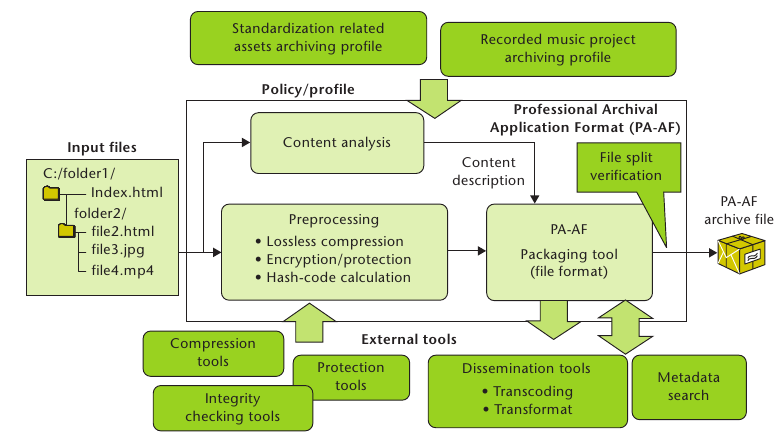 Standardization related
assets archiving profile
Recorded music project
archiving profile
Policy/profile
Professional Archival
Application Format (PA-AF)
Input files
C:/folder1/
Index.html
folder2/
file2.html
file3.jpg
file4.mp4
Content analysis
Content
description
File split
verification
Preprocessing
• Lossless compression
• Encryption/protection
• Hash-code calculation
PA-AF
Packaging tool
(file format)
PA-AF
archive file
External tools
Compression
tools
Protection
tools
Integrity
checking tools
Dissemination tools
• Transcoding
• Transformat
Metadata
search